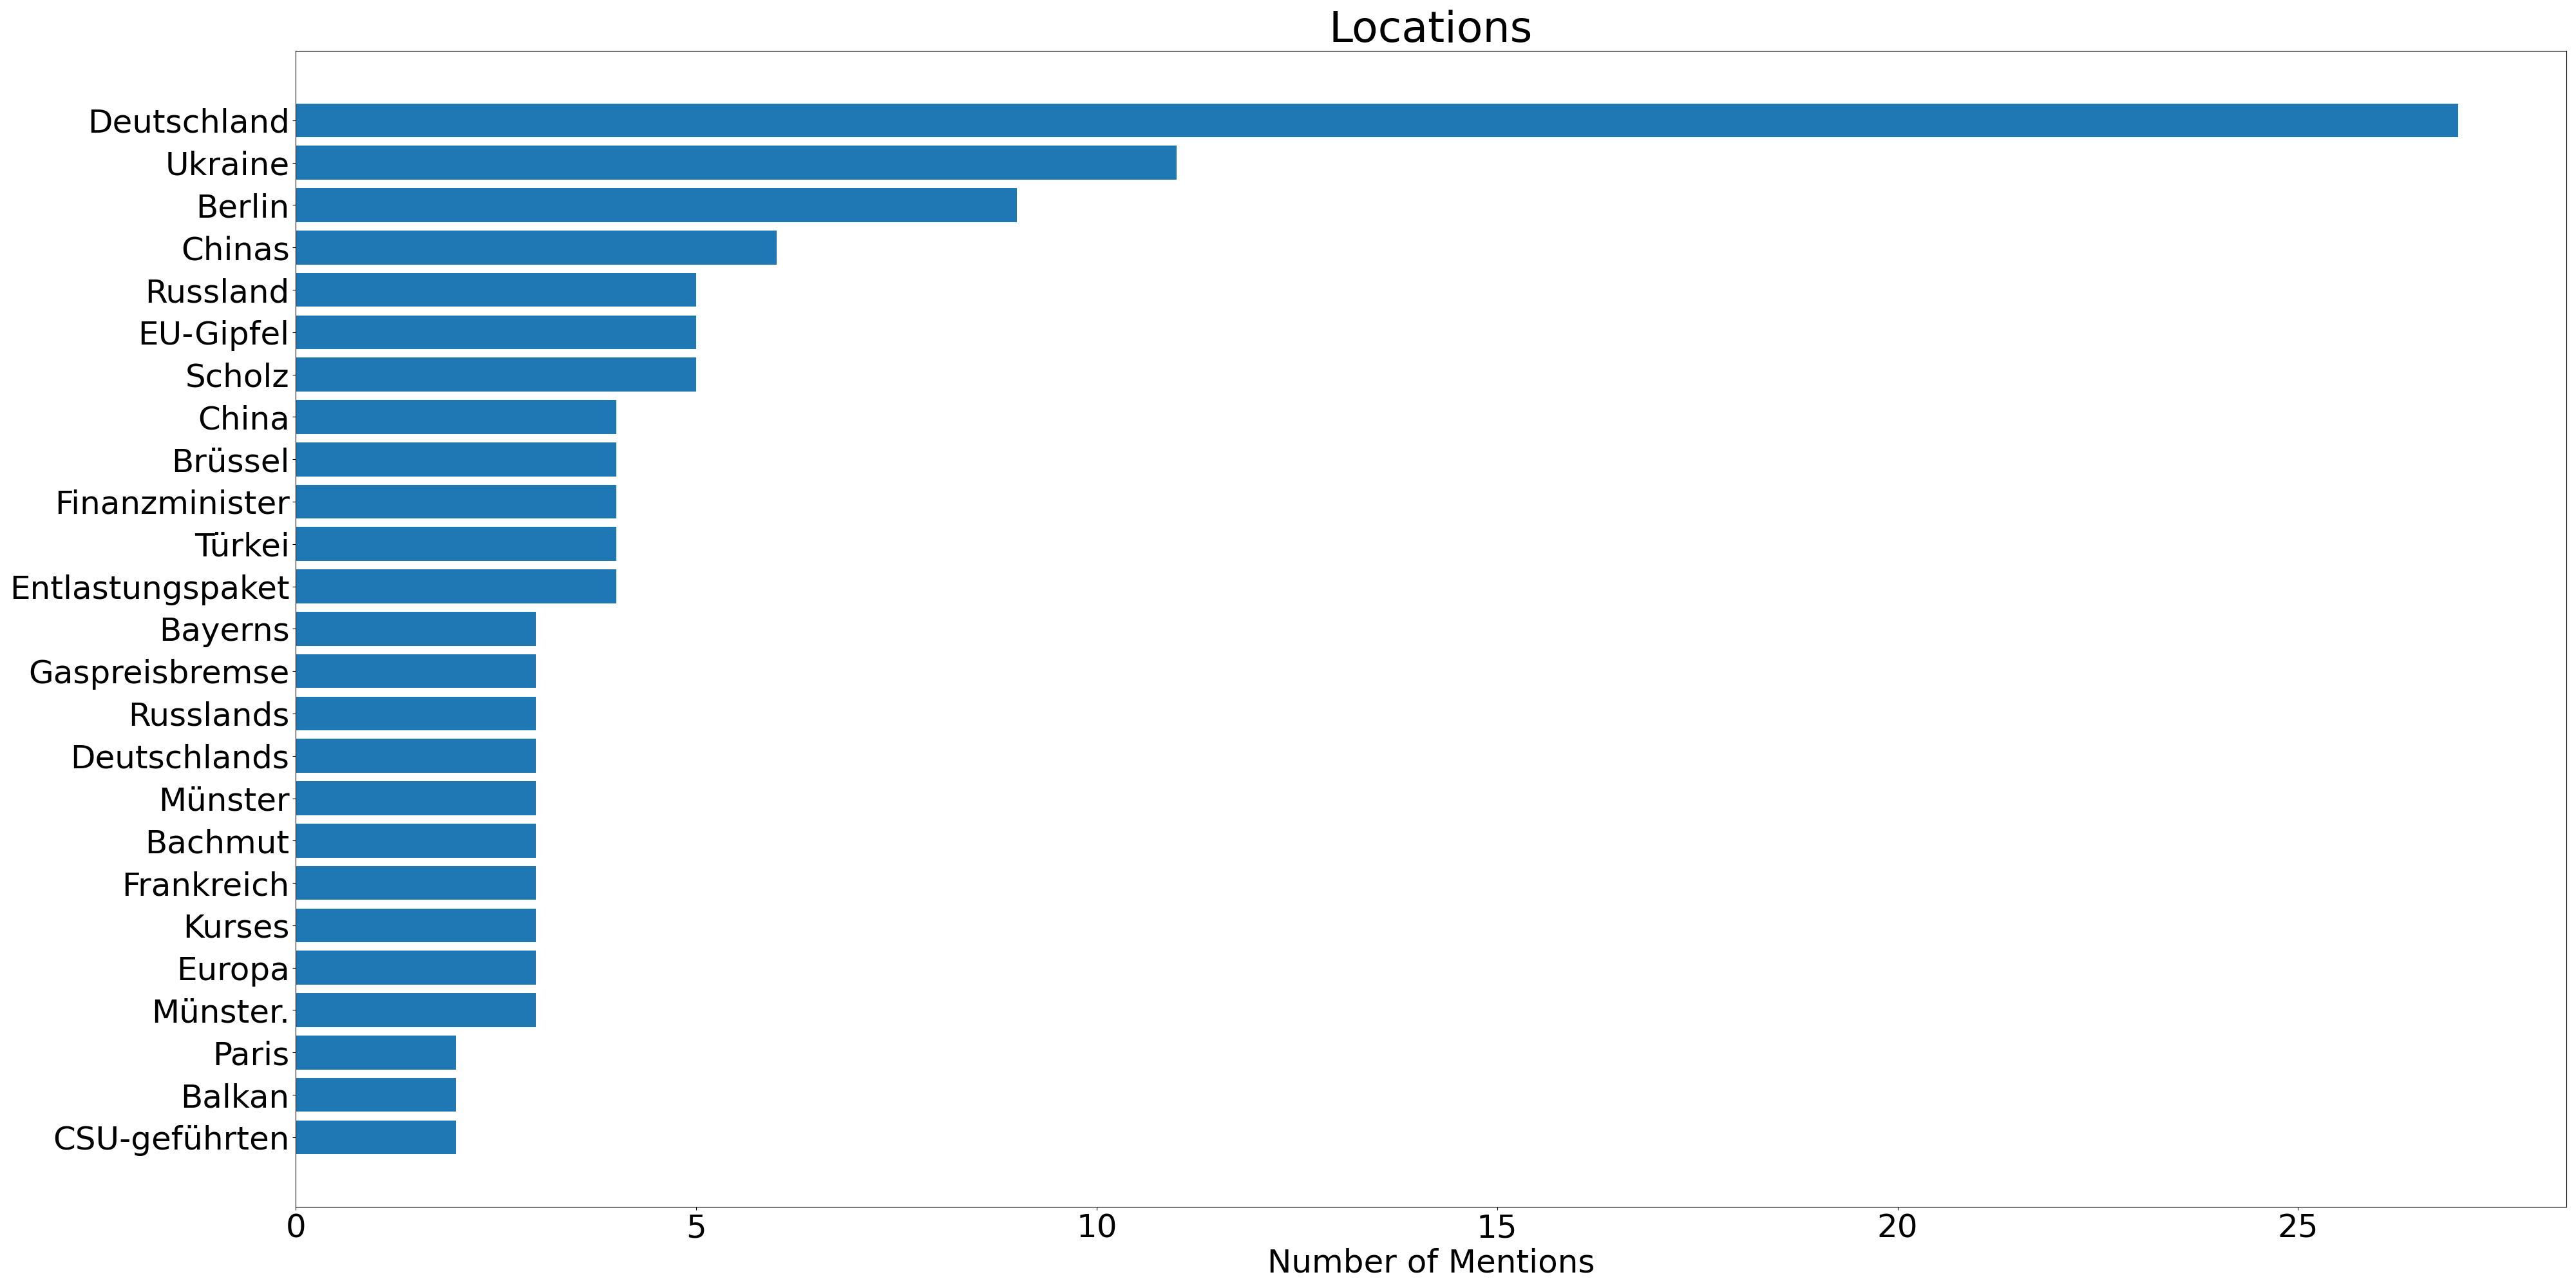 Locations
Deutschland
Ukraine
Berlin
Chinas
Russland
EU-Gipfel
Scholz
China
Brüssel
Finanzminister
Türkei
Entlastungspaket
Bayerns
Gaspreisbremse
Russlands
Deutschlands
Münster
Bachmut
Frankreich
Kurses
Europa
Münster.
Paris
Balkan
CSU-geführten
0 5 10 15 20 25
Number of Mentions